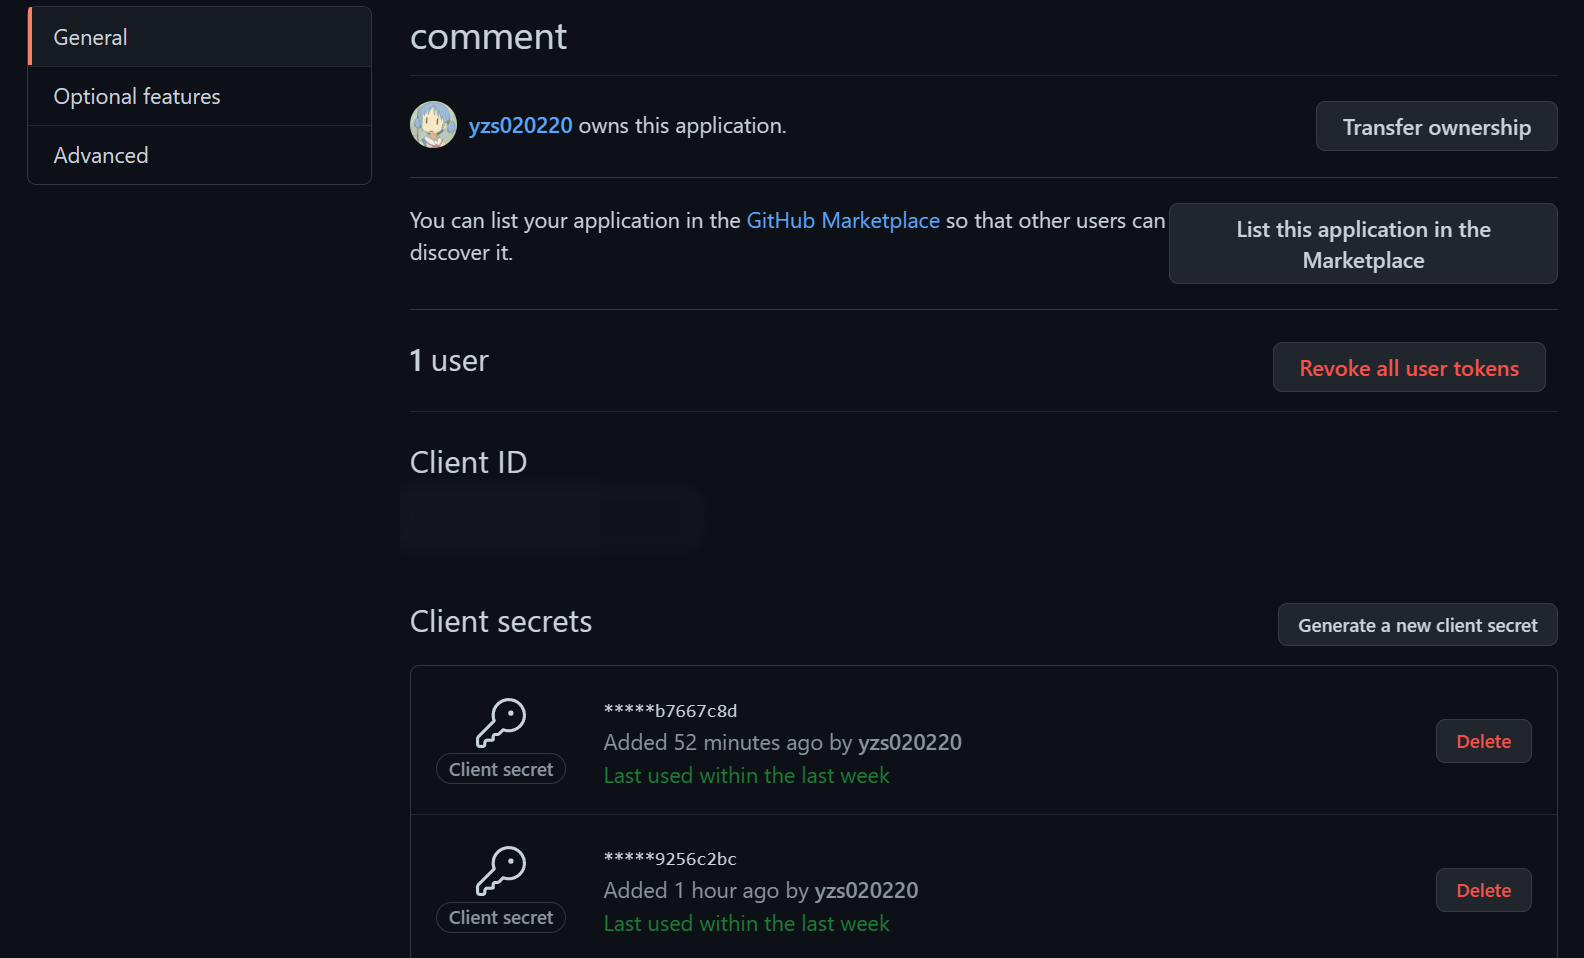 General
Optional features
Advanced
comment
yzs020220 owns this application.
Transfer ownership
You can list your application in the GitHub Marketplace so that other users can
discover it.
List this application in the
Marketplace
1 user
Revoke all user tokens
Client ID
Client secrets
Generate a new client secret
*****b7667c8d
Added 52 minutes ago by yzs020220
Last used within the last week
Client secret
Delete
*****9256c2bc
Added 1 hour ago by yzs020220
Last used within the last week
Client secret
Delete